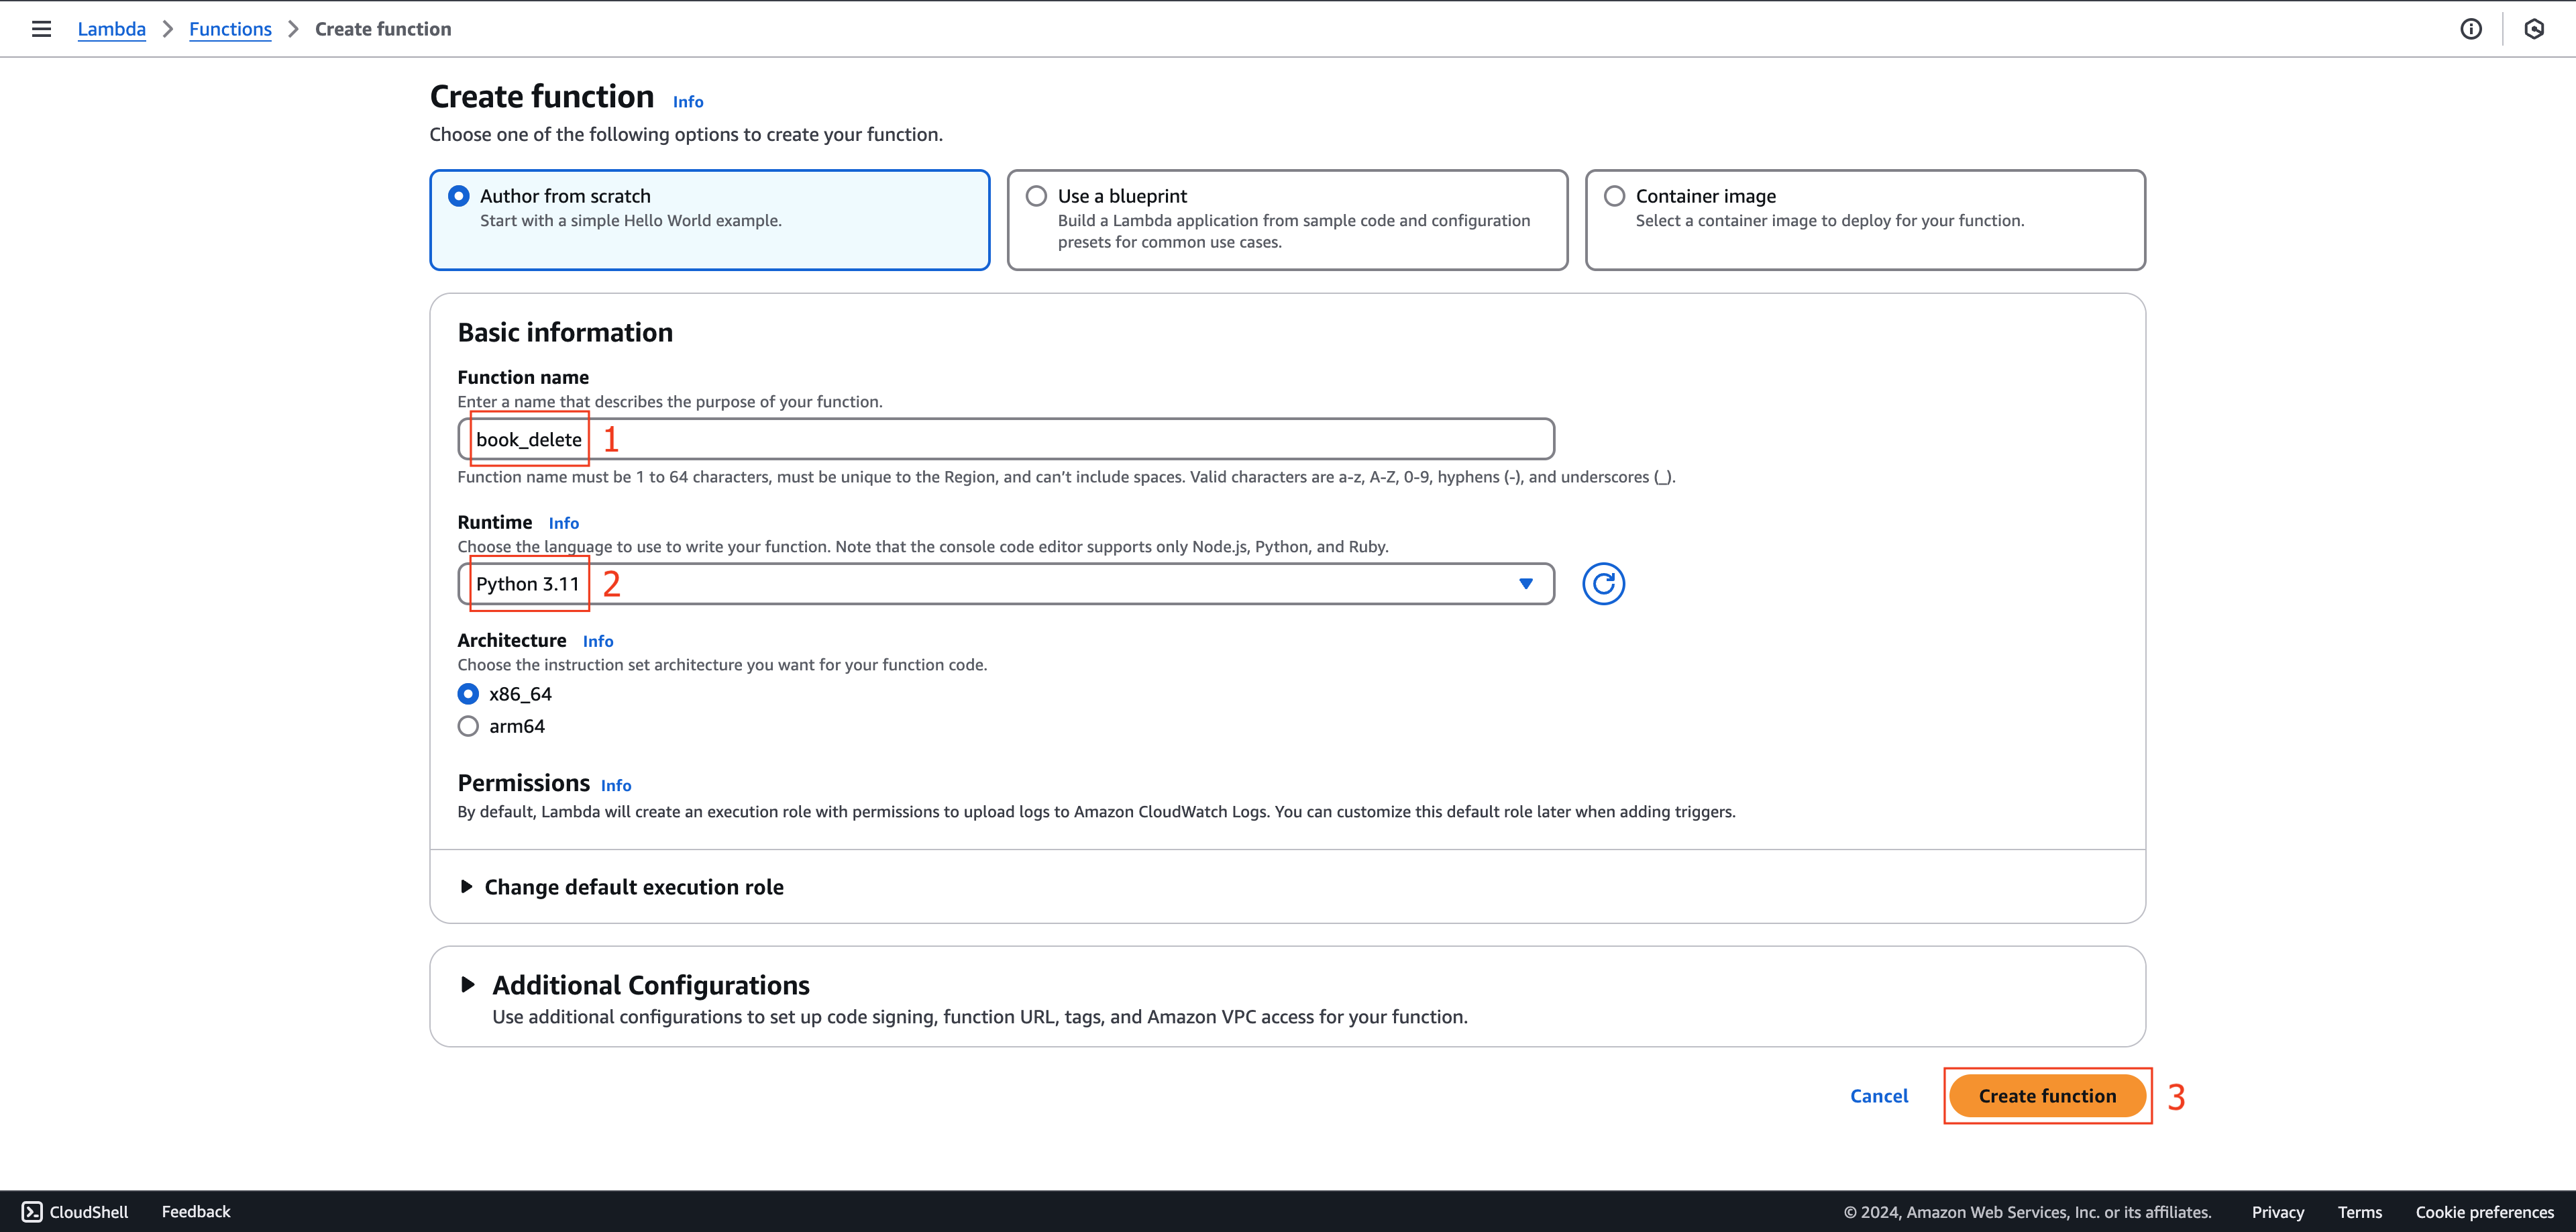 Lambda > Functions > Create function
Create function Info
Choose one of the following options to create your function.
Author from scratch
Start with a simple Hello World example.
Use a blueprint
Build a Lambda application from sample code and configuration
presets for common use cases.
Container image
Select a container image to deploy for your function.
Basic information
Function name
Enter a name that describes the purpose of your function.
book_delete 1
Function name must be 1 to 64 characters, must be unique to the Region, and can’t include spaces. Valid characters are a-z, A-Z, 0-9, hyphens (-), and underscores (_).
Runtime Info
Choose the language to use to write your function. Note that the console code editor supports only Node.js, Python, and Ruby.
Python 3.11 2
Architecture Info
Choose the instruction set architecture you want for your function code.
x86_64
arm64
Permissions Info
By default, Lambda will create an execution role with permissions to upload logs to Amazon CloudWatch Logs. You can customize this default role later when adding triggers.
Change default execution role
Additional Configurations
Use additional configurations to set up code signing, function URL, tags, and Amazon VPC access for your function.
Cancel Create function 3
CloudShell Feedback © 2024, Amazon Web Services, Inc. or its affiliates. Privacy Terms Cookie preferences